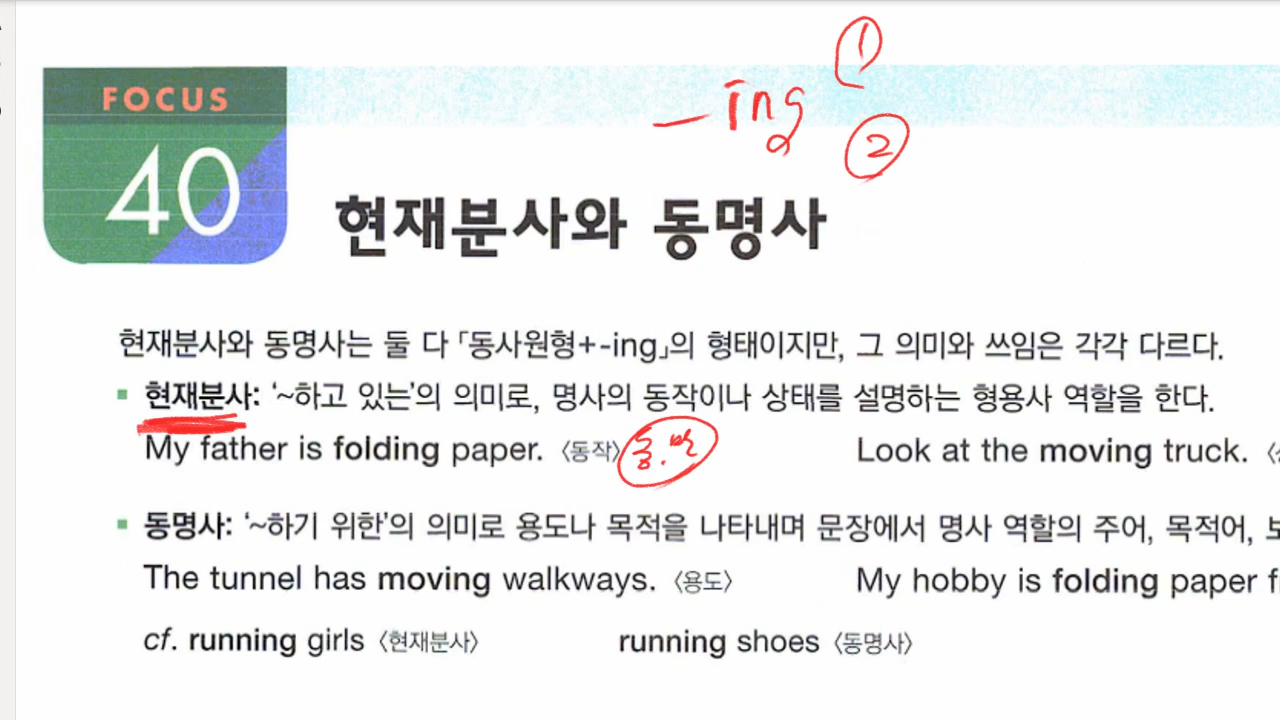 -ing ①
②
FOCUS
40
현재분사와 동명사
현재분사와 동명사는 둘 다 「동사원형+-ing」의 형태이지만, 그 의미와 쓰임은 각각 다르다.
현재분사: ‘~하고 있는’의 의미로, 명사의 동작이나 상태를 설명하는 형용사 역할을 한다.
My father is folding paper. 〈동작〉 Look at the moving truck.
동명사: ‘~하기 위한’의 의미로 용도나 목적을 나타내며 문장에서 명사 역할의 주어, 목적어,
The tunnel has moving walkways. 〈용도〉 My hobby is folding paper
cf. running girls 〈현재분사〉 running shoes 〈동명사〉